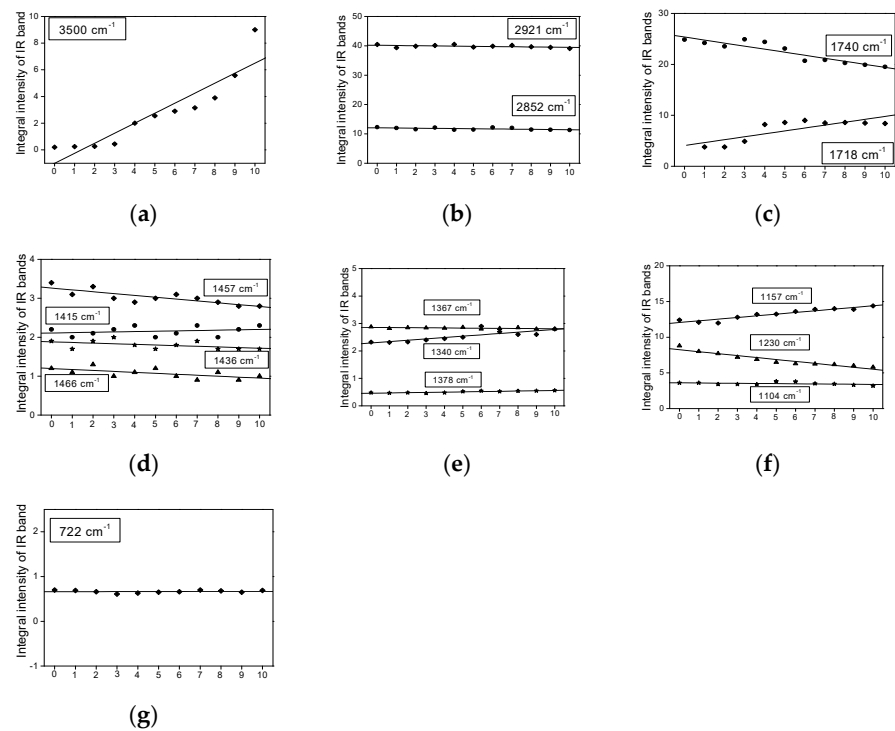 Integral intensity of IR band
10
8
6
4
2
0
3500 cm⁻¹
0 1 2 3 4 5 6 7 8 9 10
(a)
Integral intensity of IR bands
50
40
30
20
10
0
2921 cm⁻¹
2852 cm⁻¹
0 1 2 3 4 5 6 7 8 9 10
(b)
Integral intensity of IR bands
30
20
10
0
1740 cm⁻¹
1718 cm⁻¹
0 1 2 3 4 5 6 7 8 9 10
(c)
Integral intensity of IR bands
4
3
2
1
0
1457 cm⁻¹
1415 cm⁻¹
1436 cm⁻¹
1466 cm⁻¹
0 1 2 3 4 5 6 7 8 9 10
(d)
Integral intensity of IR bands
5
3
2
0
1367 cm⁻¹
1340 cm⁻¹
1378 cm⁻¹
0 1 2 3 4 5 6 7 8 9 10
(e)
Integral intensity of IR bands
20
15
10
5
0
1157 cm⁻¹
1230 cm⁻¹
1104 cm⁻¹
0 1 2 3 4 5 6 7 8 9 10
(f)
Integral intensity of IR band
2
1
0
-1
722 cm⁻¹
0 1 2 3 4 5 6 7 8 9 10
(g)